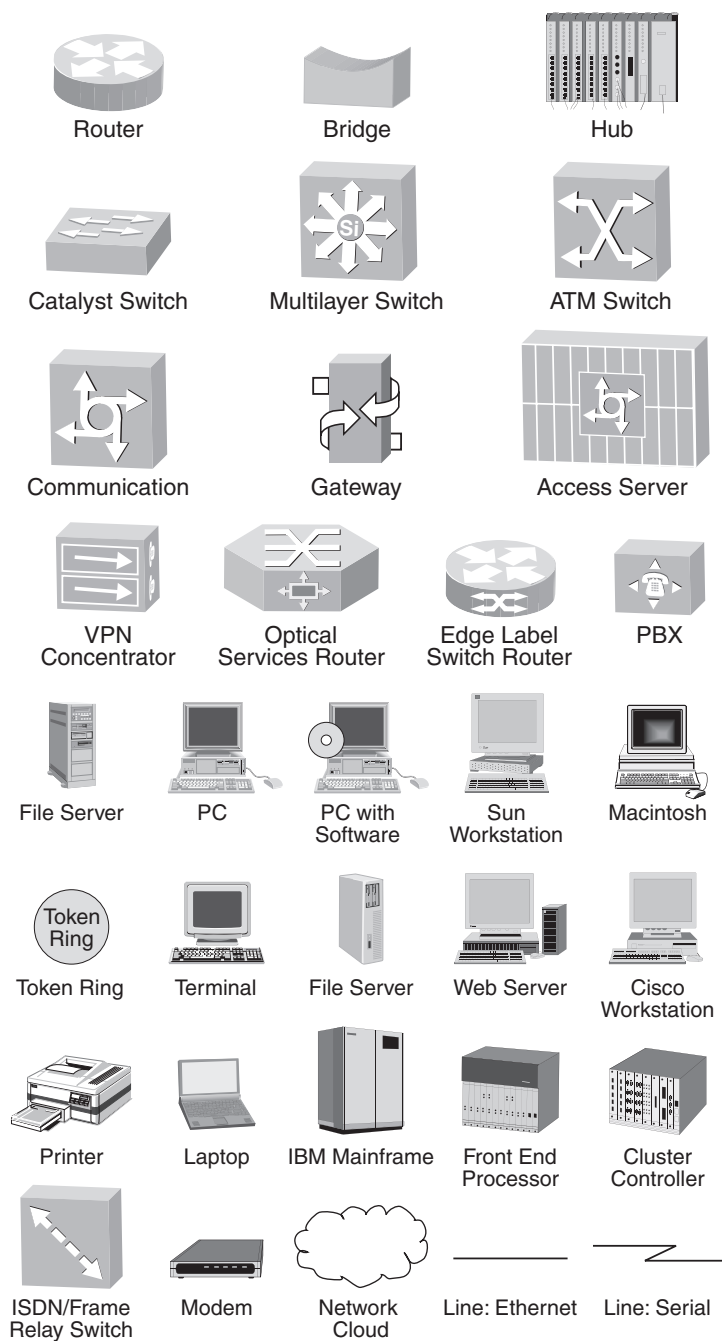 Router
Bridge
Hub
Si
Catalyst Switch
Multilayer Switch
ATM Switch
Communication
Gateway
Access Server
VPN
Concentrator
Optical
Services Router
Edge Label
Switch Router
PBX
File Server
PC
PC with
Software
Sun
Workstation
Macintosh
Token
Ring
Token Ring
Terminal
File Server
Web Server
Cisco
Workstation
Printer
Laptop
IBM Mainframe
Front End
Processor
Cluster
Controller
ISDN/Frame
Relay Switch
Modem
Network
Cloud
Line: Ethernet
Line: Serial